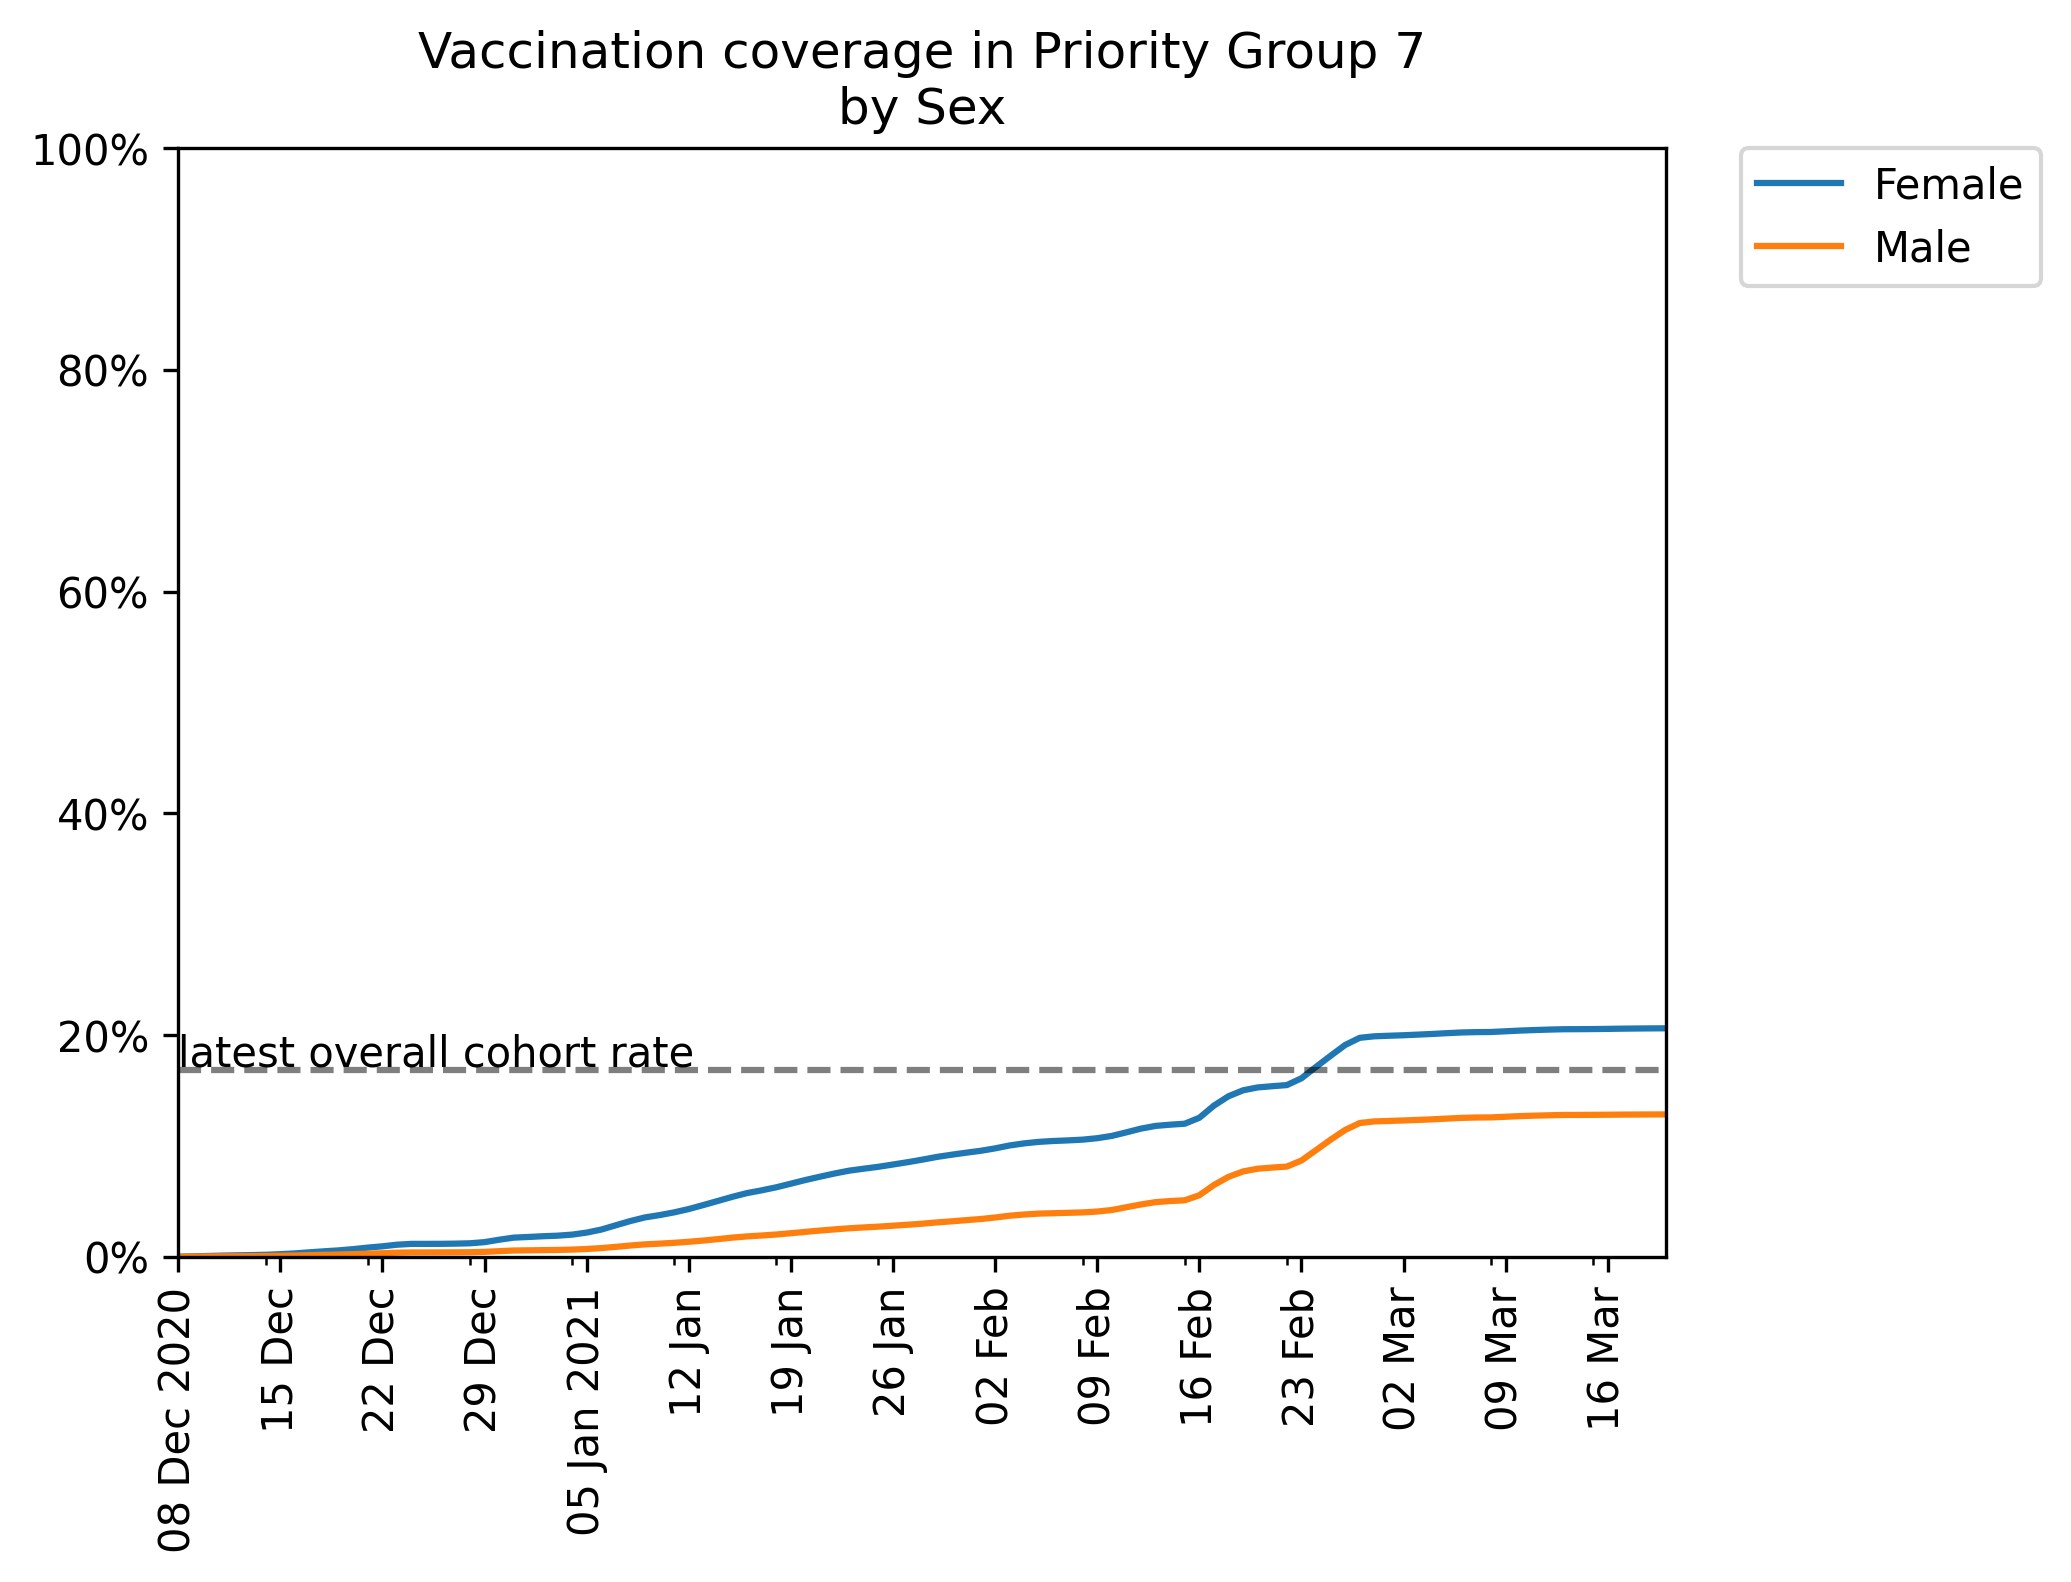 Vaccination coverage in Priority Group 7
by Sex
100%
80%
60%
40%
20%
0%
latest overall cohort rate
08 Dec 2020
15 Dec
22 Dec
29 Dec
05 Jan 2021
12 Jan
19 Jan
26 Jan
02 Feb
09 Feb
16 Feb
23 Feb
02 Mar
09 Mar
16 Mar
Female
Male